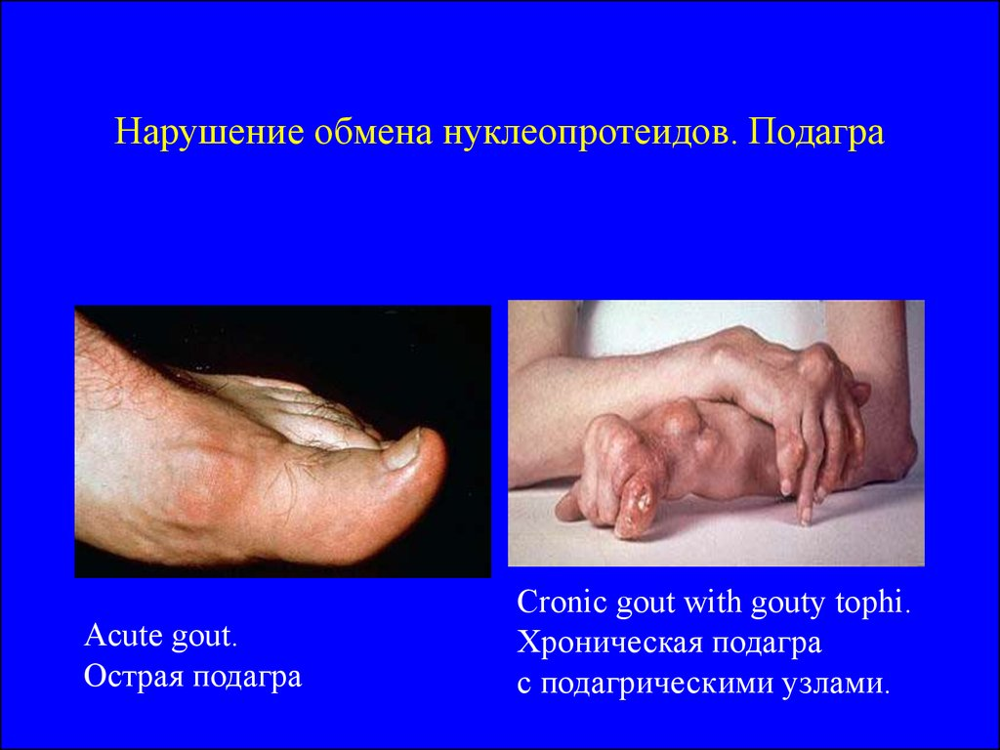 Нарушение обмена нуклеопротеидов. Подагра
Acute gout.
Острая подагра
Cronic gout with gouty tophi.
Хроническая подагра
с подагрическими узлами.